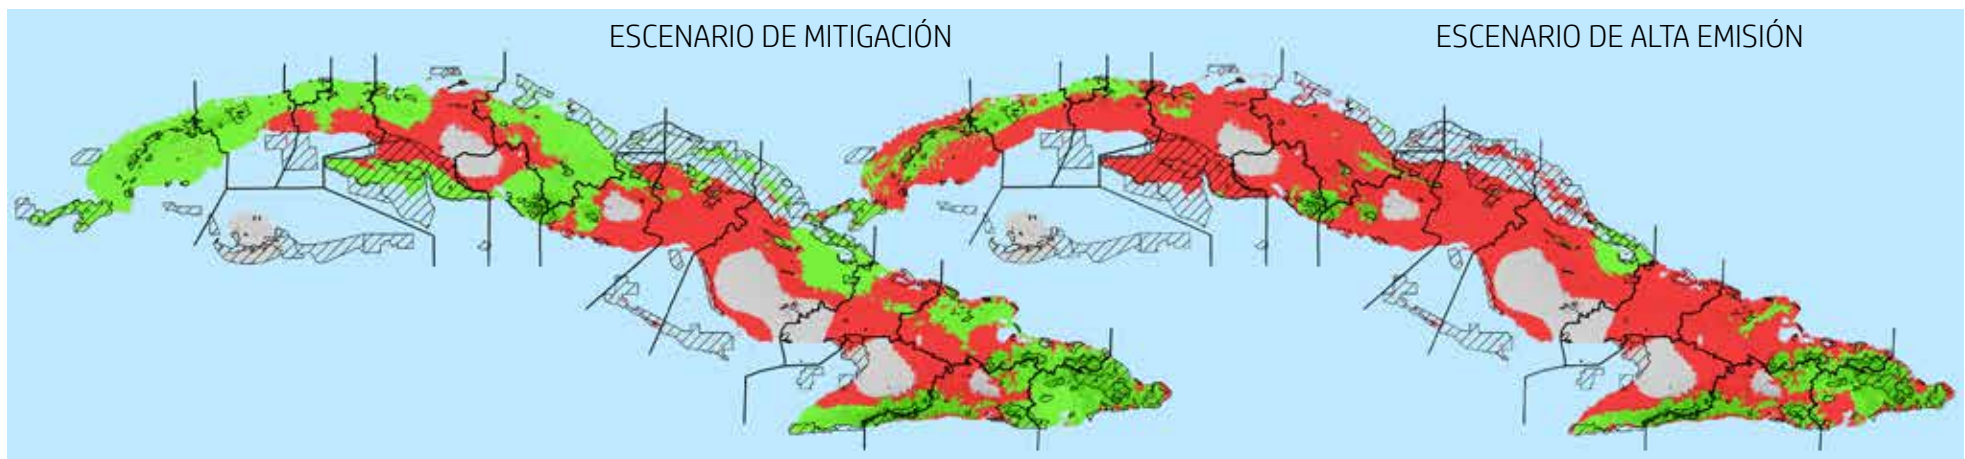 ESCENARIO DE MITIGACIÓN
ESCENARIO DE ALTA EMISIÓN